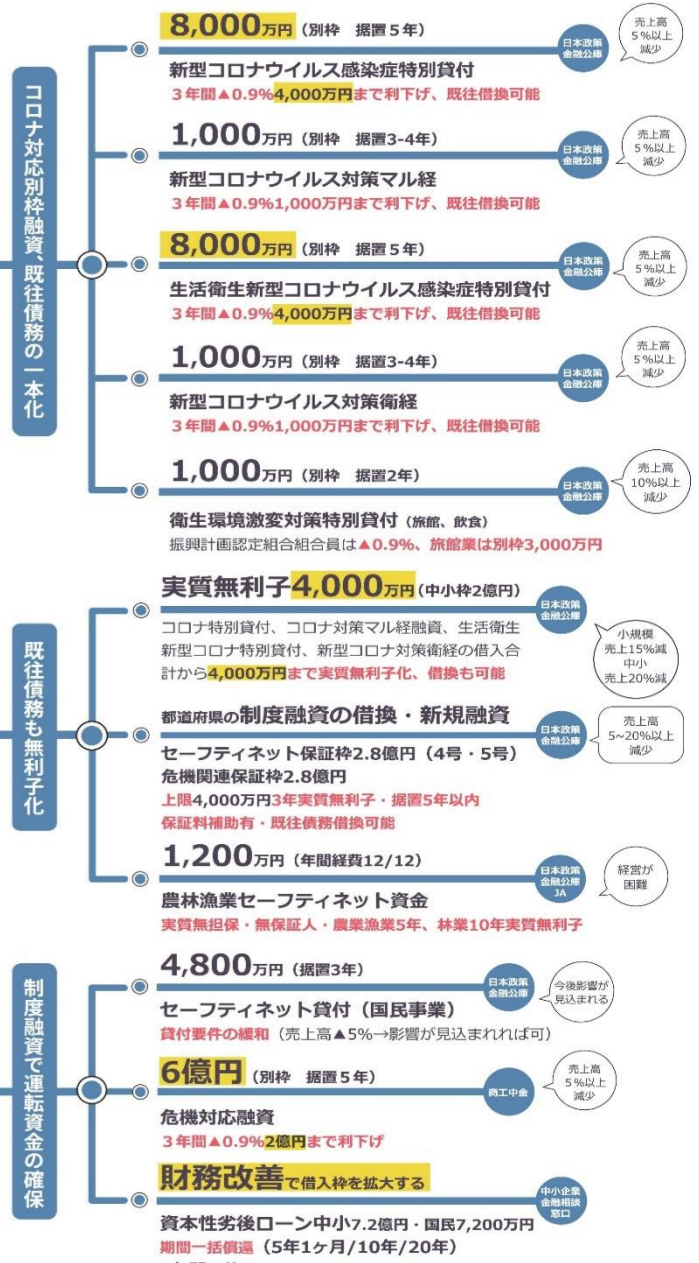 コロナ対応別枠融資、既往債務の一本化
8,000万円（別枠　据置５年）
日本政策
金融公庫
売上高
5％以上
減少
新型コロナウイルス感染症特別貸付
３年間▲0.9%4,000万円まで利下げ、既往借換可能
1,000万円（別枠　据置3-4年）
日本政策
金融公庫
売上高
5％以上
減少
新型コロナウイルス対策マル経
３年間▲0.9%1,000万円まで利下げ、既往借換可能
8,000万円（別枠　据置５年）
日本政策
金融公庫
売上高
5％以上
減少
生活衛生新型コロナウイルス感染症特別貸付
３年間▲0.9%4,000万円まで利下げ、既往借換可能
1,000万円（別枠　据置3-4年）
日本政策
金融公庫
売上高
5％以上
減少
新型コロナウイルス対策衛経
３年間▲0.9%1,000万円まで利下げ、既往借換可能
1,000万円（別枠　据置2年）
日本政策
金融公庫
売上高
10％以上
減少
衛生環境激変対策特別貸付（旅館、飲食）
振興計画認定組合組合員は▲0.9%、旅館業は別枠3,000万円
既往債務も無利子化
実質無利子4,000万円（中小枠2億円）
日本政策
金融公庫
小規模
売上15％減
中小
売上20％減
コロナ特別貸付、コロナ対策マル経融資、生活衛生
新型コロナ特別貸付、新型コロナ対策衛経の借入合
計から4,000万円まで実質無利子化、借換も可能
都道府県の制度融資の借換・新規融資
日本政策
金融公庫
売上高
5~20％以上
減少
セーフティネット保証枠2.8億円（4号・5号）
危機関連保証枠2.8億円
上限4,000万円3年実質無利子・据置5年以内
保証料補助有・既往債務借換可能
1,200万円（年間経費12/12）
日本政策
金融公庫
JA
経営が
困難
農林漁業セーフティネット資金
実質無担保・無保証人・農業漁業5年、林業10年実質無利子
制度融資で運転資金の確保
4,800万円（据置3年）
日本政策
金融公庫
今後影響が
見込まれる
セーフティネット貸付（国民事業）
貸付要件の緩和（売上高▲5%→影響が見込まれれば可）
6億円（別枠　据置５年）
商工中金
売上高
5％以上
減少
危機対応融資
３年間▲0.9%2億円まで利下げ
財務改善で借入枠を拡大する
中小企業
金融相談
窓口
資本性劣後ローン中小7.2億円・国民7,200万円
期間一括償還（5年1ヶ月/10年/20年）